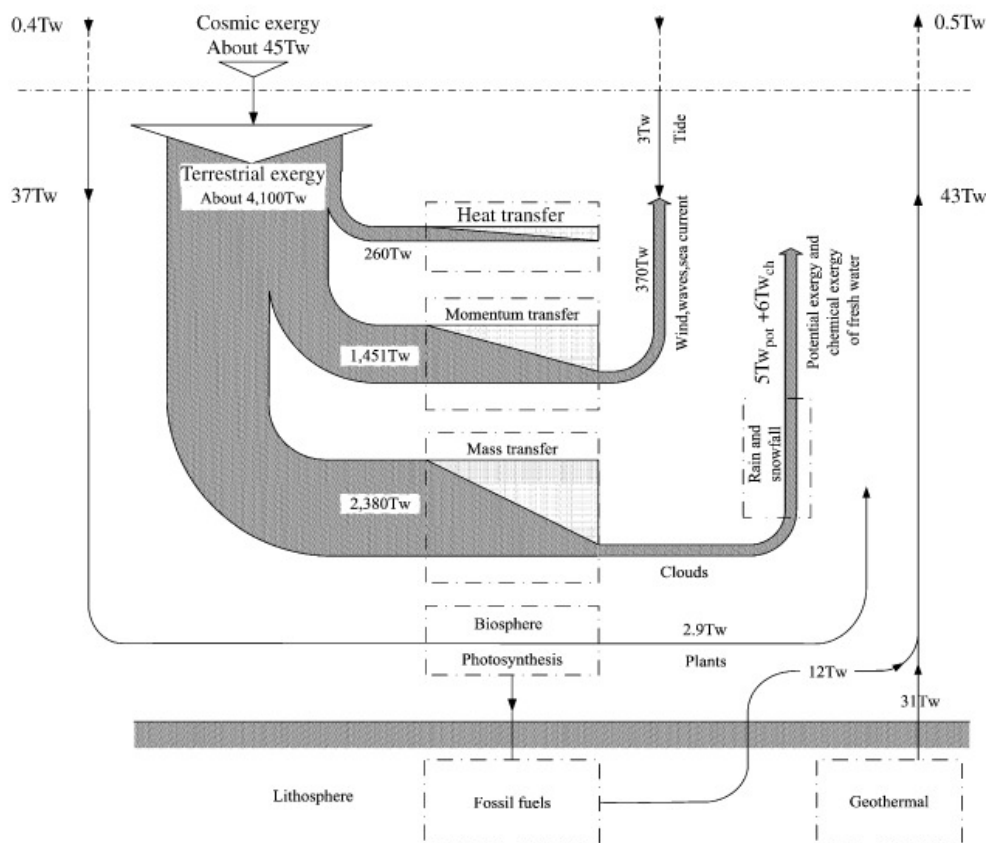 0.4Tw
Cosmic exergy
About 45Tw
0.5Tw
Terrestrial exergy
About 4,100Tw
37Tw
3Tw
Tide
43Tw
Heat transfer
260Tw
370Tw
Wind,waves,sea current
Momentum transfer
1,451Tw
5Twpot +6Twch
Potential exergy and
chemical exergy
of fresh water
Mass transfer
2,380Tw
Rain and
snowfall
Clouds
Biosphere
2.9Tw
Photosynthesis
Plants
12Tw
31Tw
Lithosphere
Fossil fuels
Geothermal